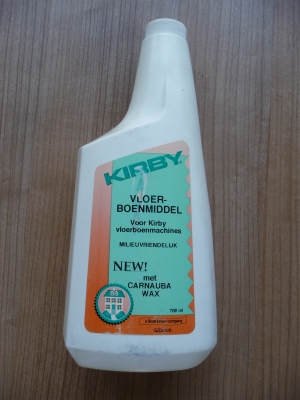 KIRBY
VLOER-
BOENMIDDEL
Voor Kirby
vloerboenmachines
MILIEUVRIENDELIJK
NEW!
met
CARNAUBA
WAX